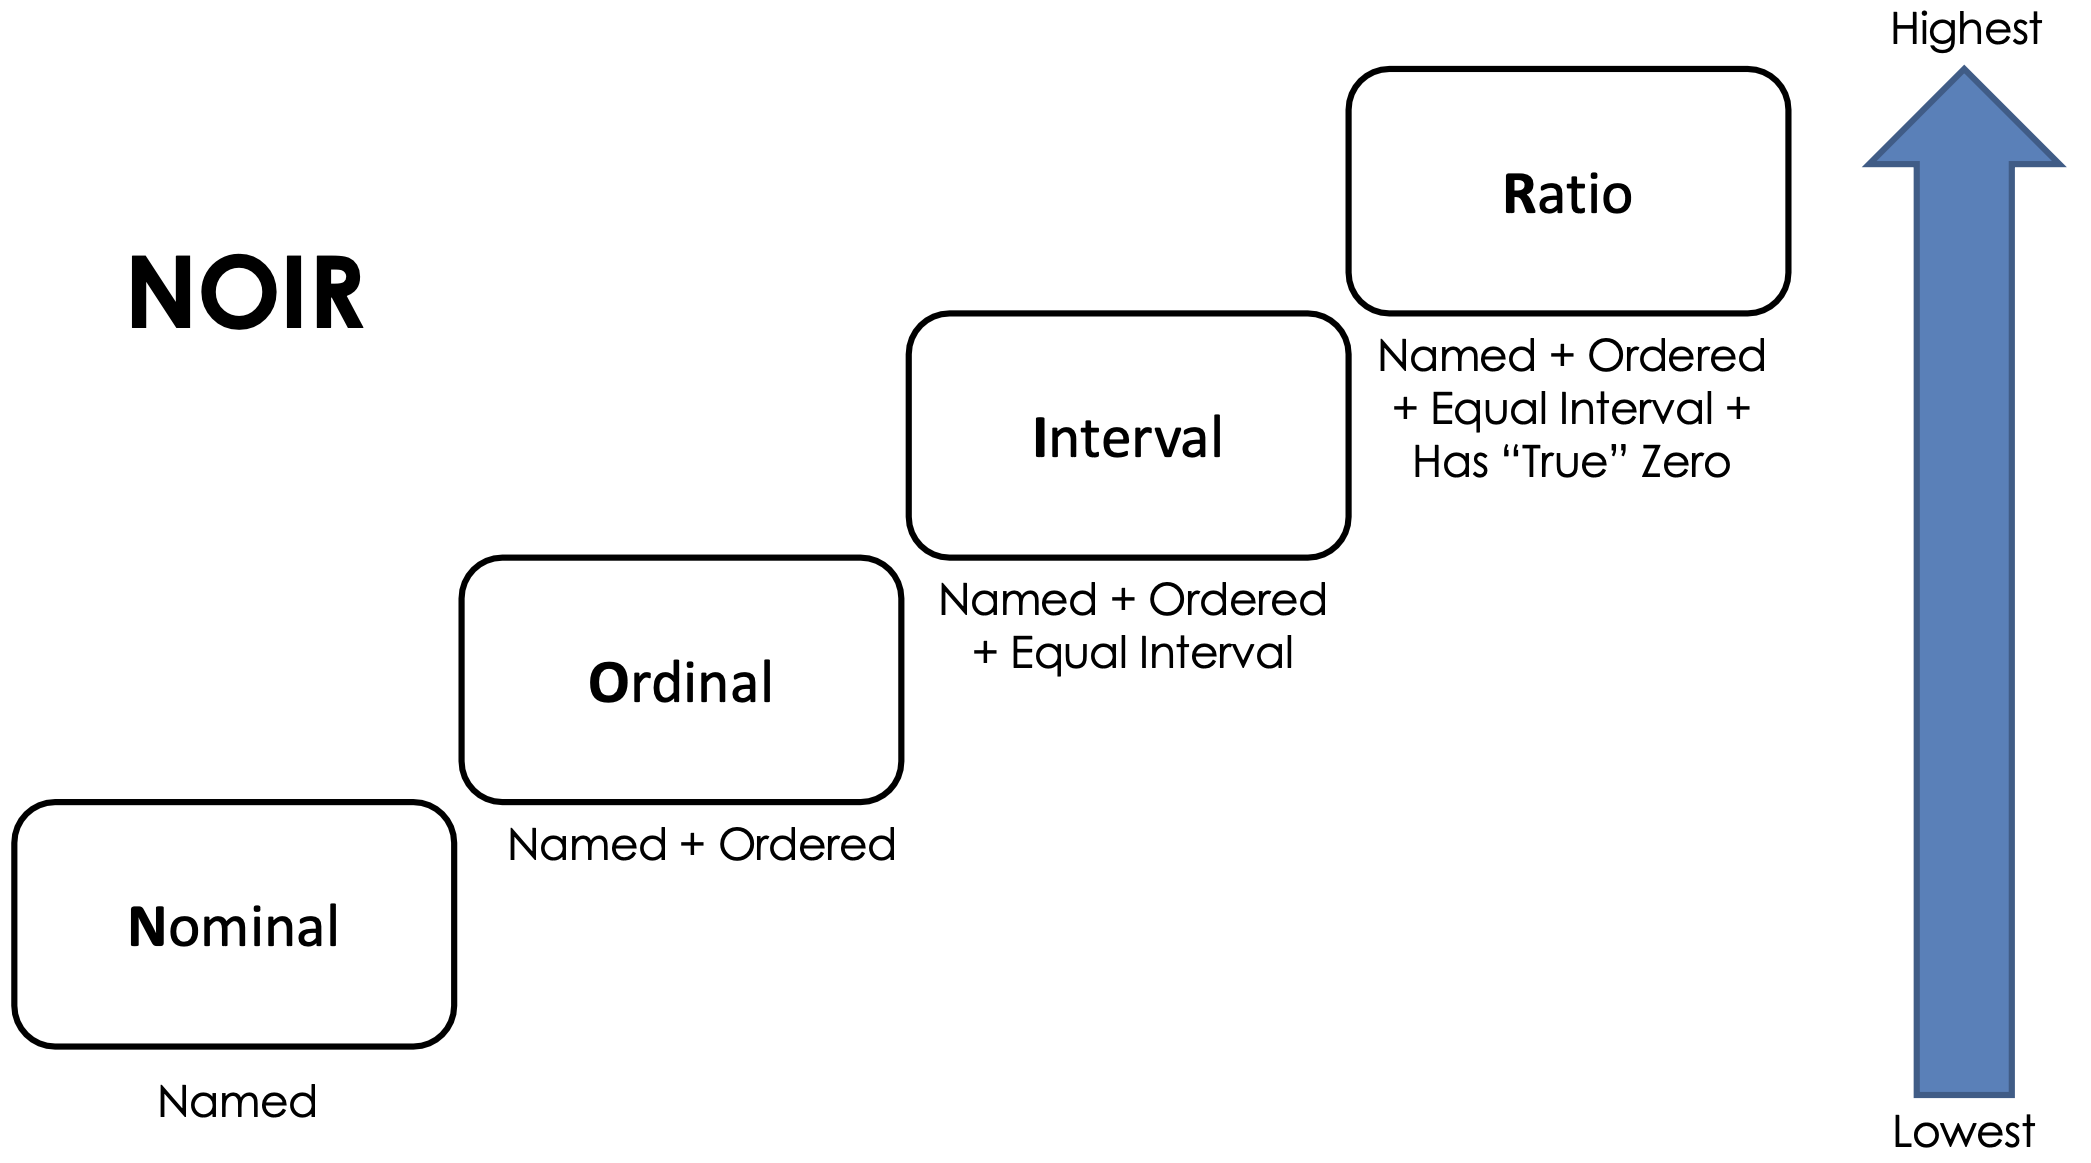 Highest
Ratio
NOIR
Named + Ordered
+ Equal Interval +
Has “True” Zero
Interval
Named + Ordered
+ Equal Interval
Ordinal
Named + Ordered
Nominal
Named
Lowest